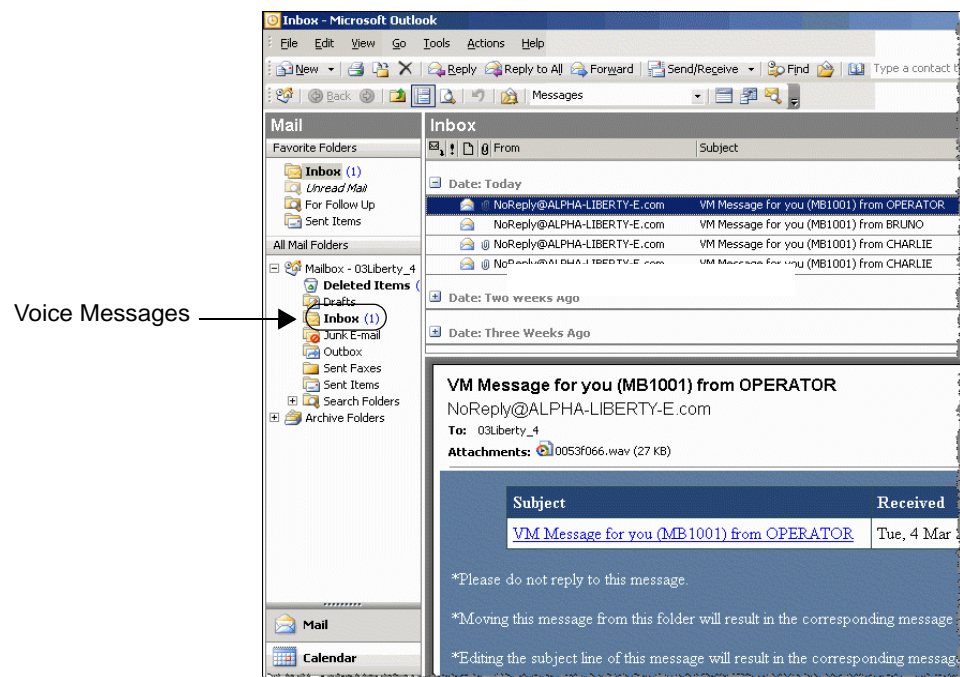 Inbox - Microsoft Outlook
File Edit View Go Tools Actions Help
New Reply Reply to All Forward Send/Receive Find Type a contact t
Back Messages
Mail
Favorite Folders
Inbox (1)
Unread Mail
For Follow Up
Sent Items
All Mail Folders
Mailbox - 03Liberty_4
Deleted Items (
Drafts
Inbox (1)
Junk E-mail
Outbox
Sent Faxes
Sent Items
Search Folders
Archive Folders
Mail
Calendar
Voice Messages
Inbox
! From Subject
Date: Today
NoReply@ALPHA-LIBERTY-E.com VM Message for you (MB1001) from OPERATOR
NoReply@ALPHA-LIBERTY-E.com VM Message for you (MB1001) from BRUNO
NoReply@ALPHA-LIBERTY-E.com VM Message for you (MB1001) from CHARLIE
NoReply@ALPHA-LIBERTY-E.com VM Message for you (MB1001) from CHARLIE
Date: Two Weeks Ago
Date: Three Weeks Ago
VM Message for you (MB1001) from OPERATOR
NoReply@ALPHA-LIBERTY-E.com
To: 03Liberty_4
Attachments: 0053f066.wav (27 KB)
Subject Received
VM Message for you (MB1001) from OPERATOR Tue, 4 Mar
*Please do not reply to this message.
*Moving this message from this folder will result in the corresponding message
*Editing the subject line of this message will result in the corresponding messag